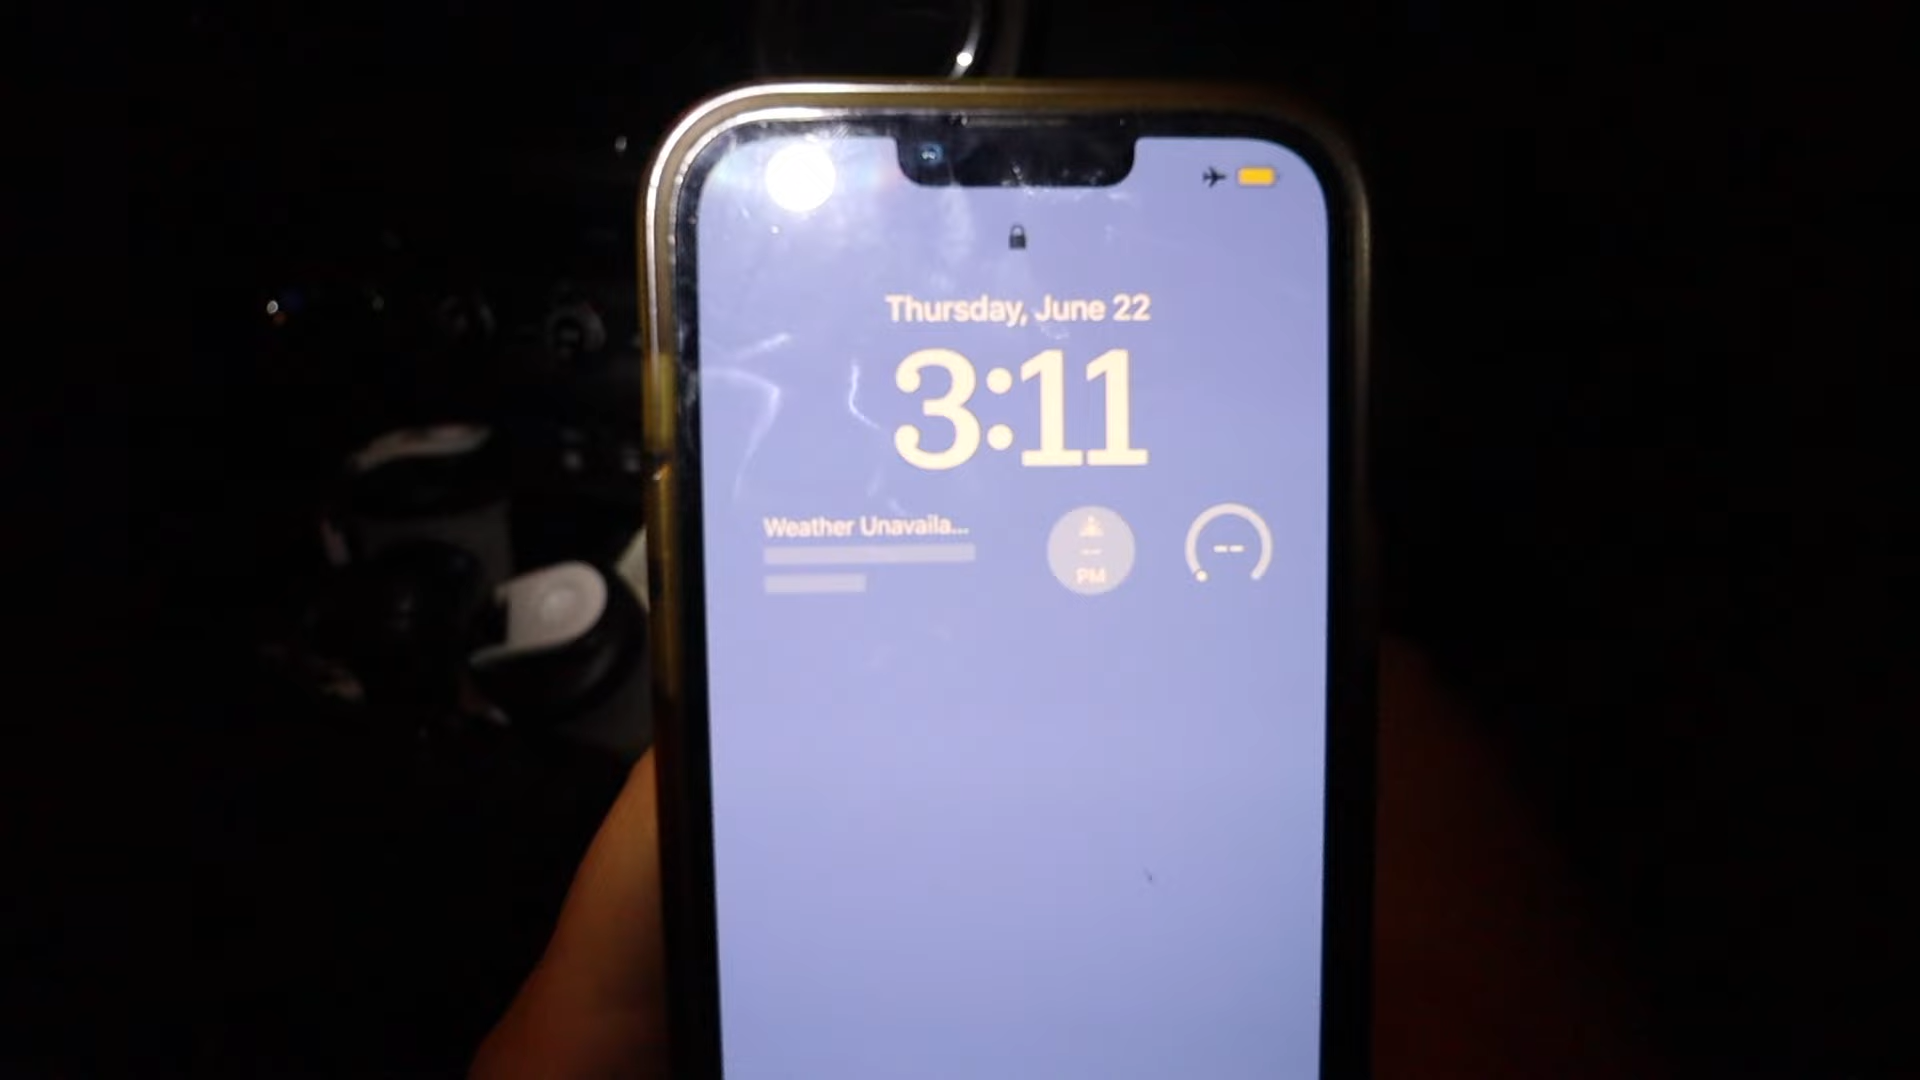 Thursday, June 22
3:11
Weather Unavaila...
--
PM
--